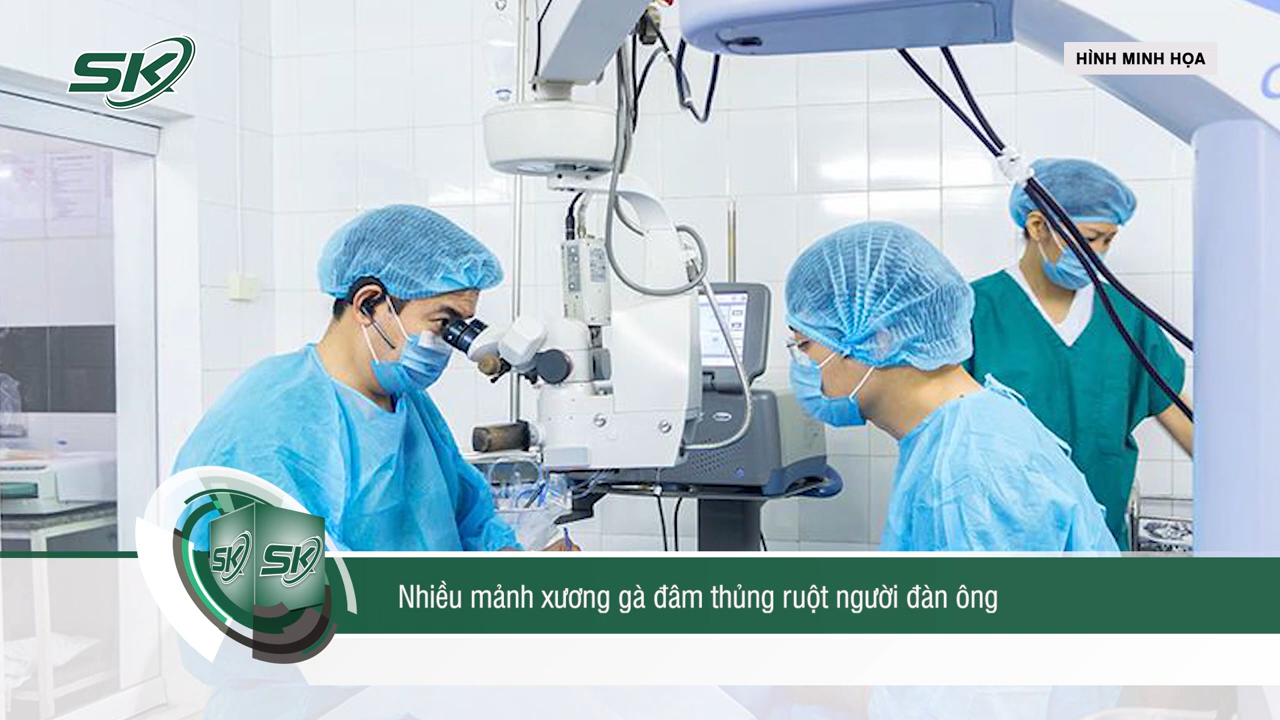 SK
HÌNH MINH HỌA
SK SK
Nhiều mảnh xương gà đâm thủng ruột người đàn ông